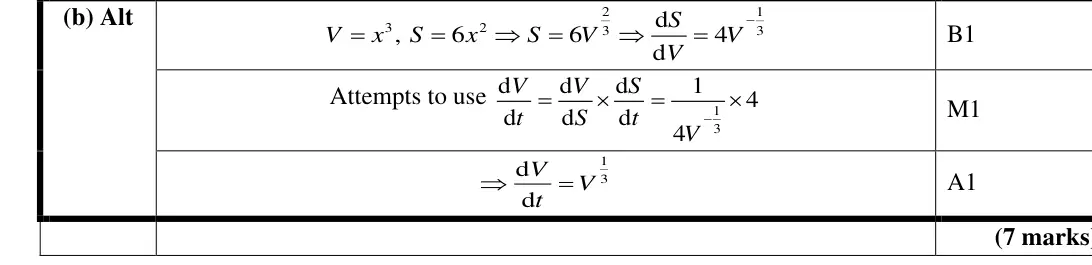 (b) Alt
V = x³, S = 6x² ⇒ S = 6V^(2/3) ⇒ dS/dV = 4V^(-1/3)
B1
Attempts to use dV/dt = dV/dS × dS/dt = 1/(4V^(-1/3)) × 4
M1
⇒ dV/dt = V^(1/3)
A1
(7 marks)